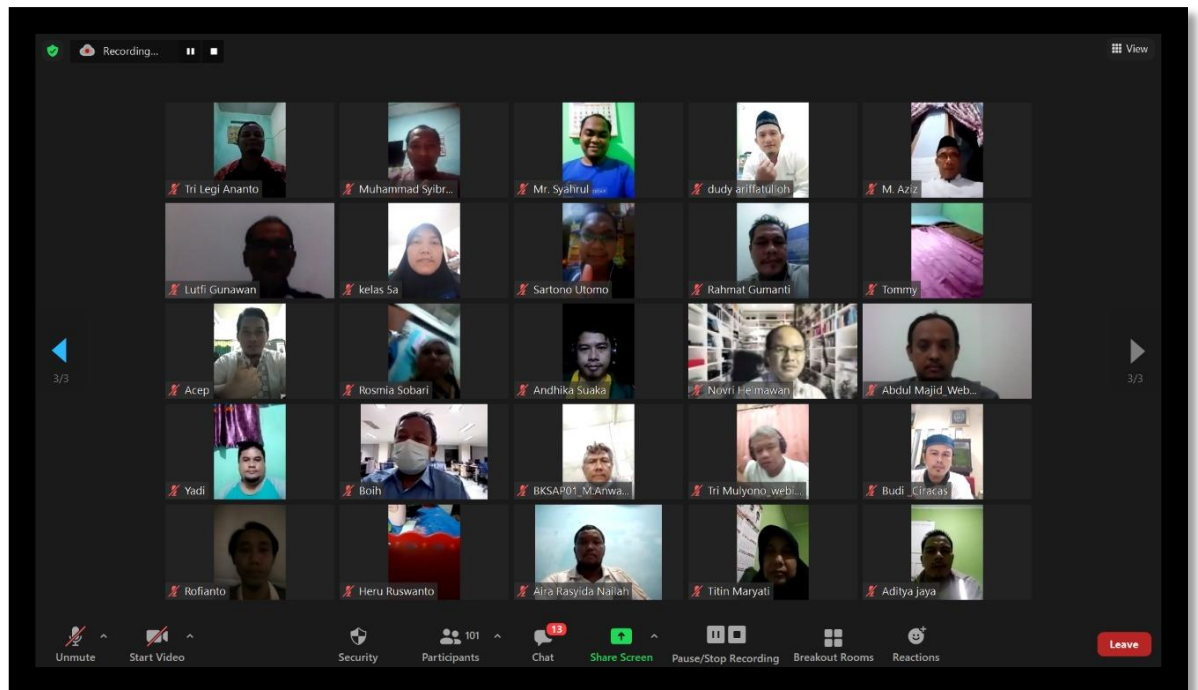 Recording...
View
Tri Legi Ananto
Muhammad Syibr...
Mr. Syahrul
dudy ariffatulloh
M. Aziz
Lutfi Gunawan
kelas 5a
Sartono Utomo
Rahmat Gumanti
Tommy
3/3
3/3
Acep
Rosmia Sobari
Andhika Suaka
Novri Helmawan
Abdul Majid_Web...
Yadi
Boih
BKSAP01_M.Anwa...
Tri Mulyono_webi...
Budi _Ciracas
Rofianto
Heru Ruswanto
Aira Rasyida Nailah
Titin Maryati
Aditya jaya
101
13
Unmute
Start Video
Security
Participants
Chat
Share Screen
Pause/Stop Recording
Breakout Rooms
Reactions
Leave